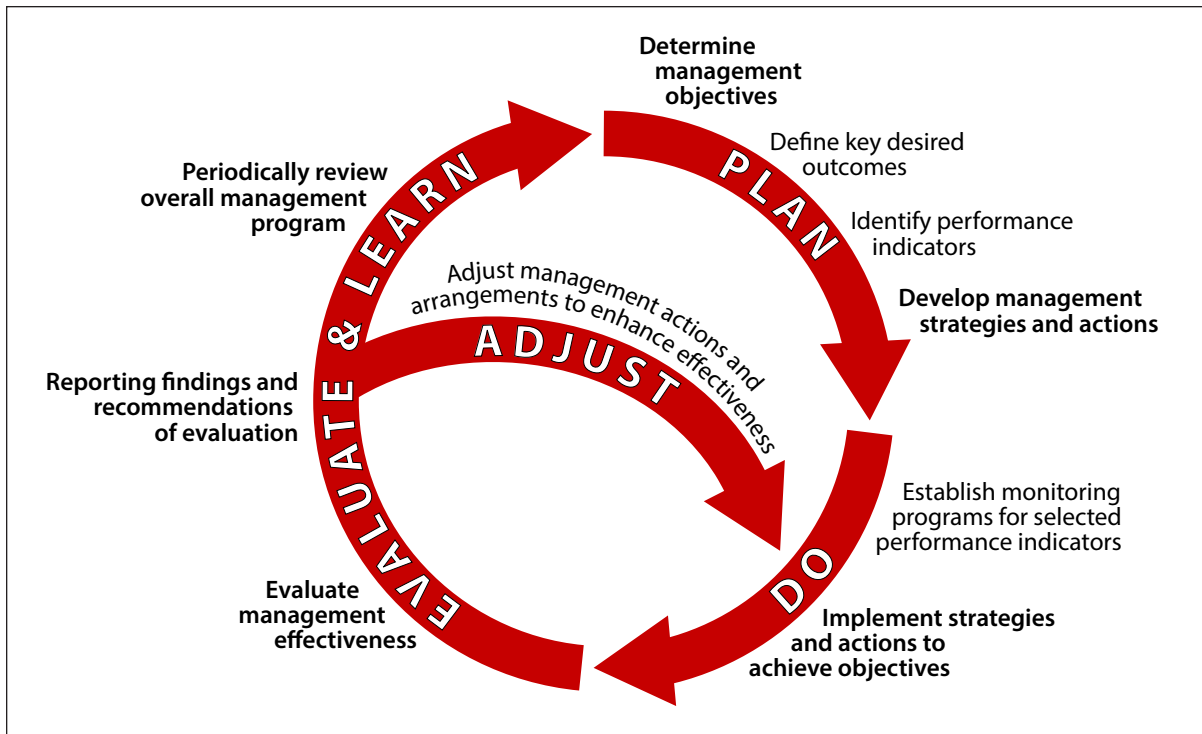 Determine
management
objectives
PLAN
Define key desired
outcomes
Identify performance
indicators
Develop management
strategies and actions
DO
Establish monitoring
programs for selected
performance indicators
Implement strategies
and actions to
achieve objectives
EVALUATE & LEARN
Evaluate
management
effectiveness
Reporting findings and
recommendations
of evaluation
Periodically review
overall management
program
ADJUST
Adjust management actions and
arrangements to enhance effectiveness